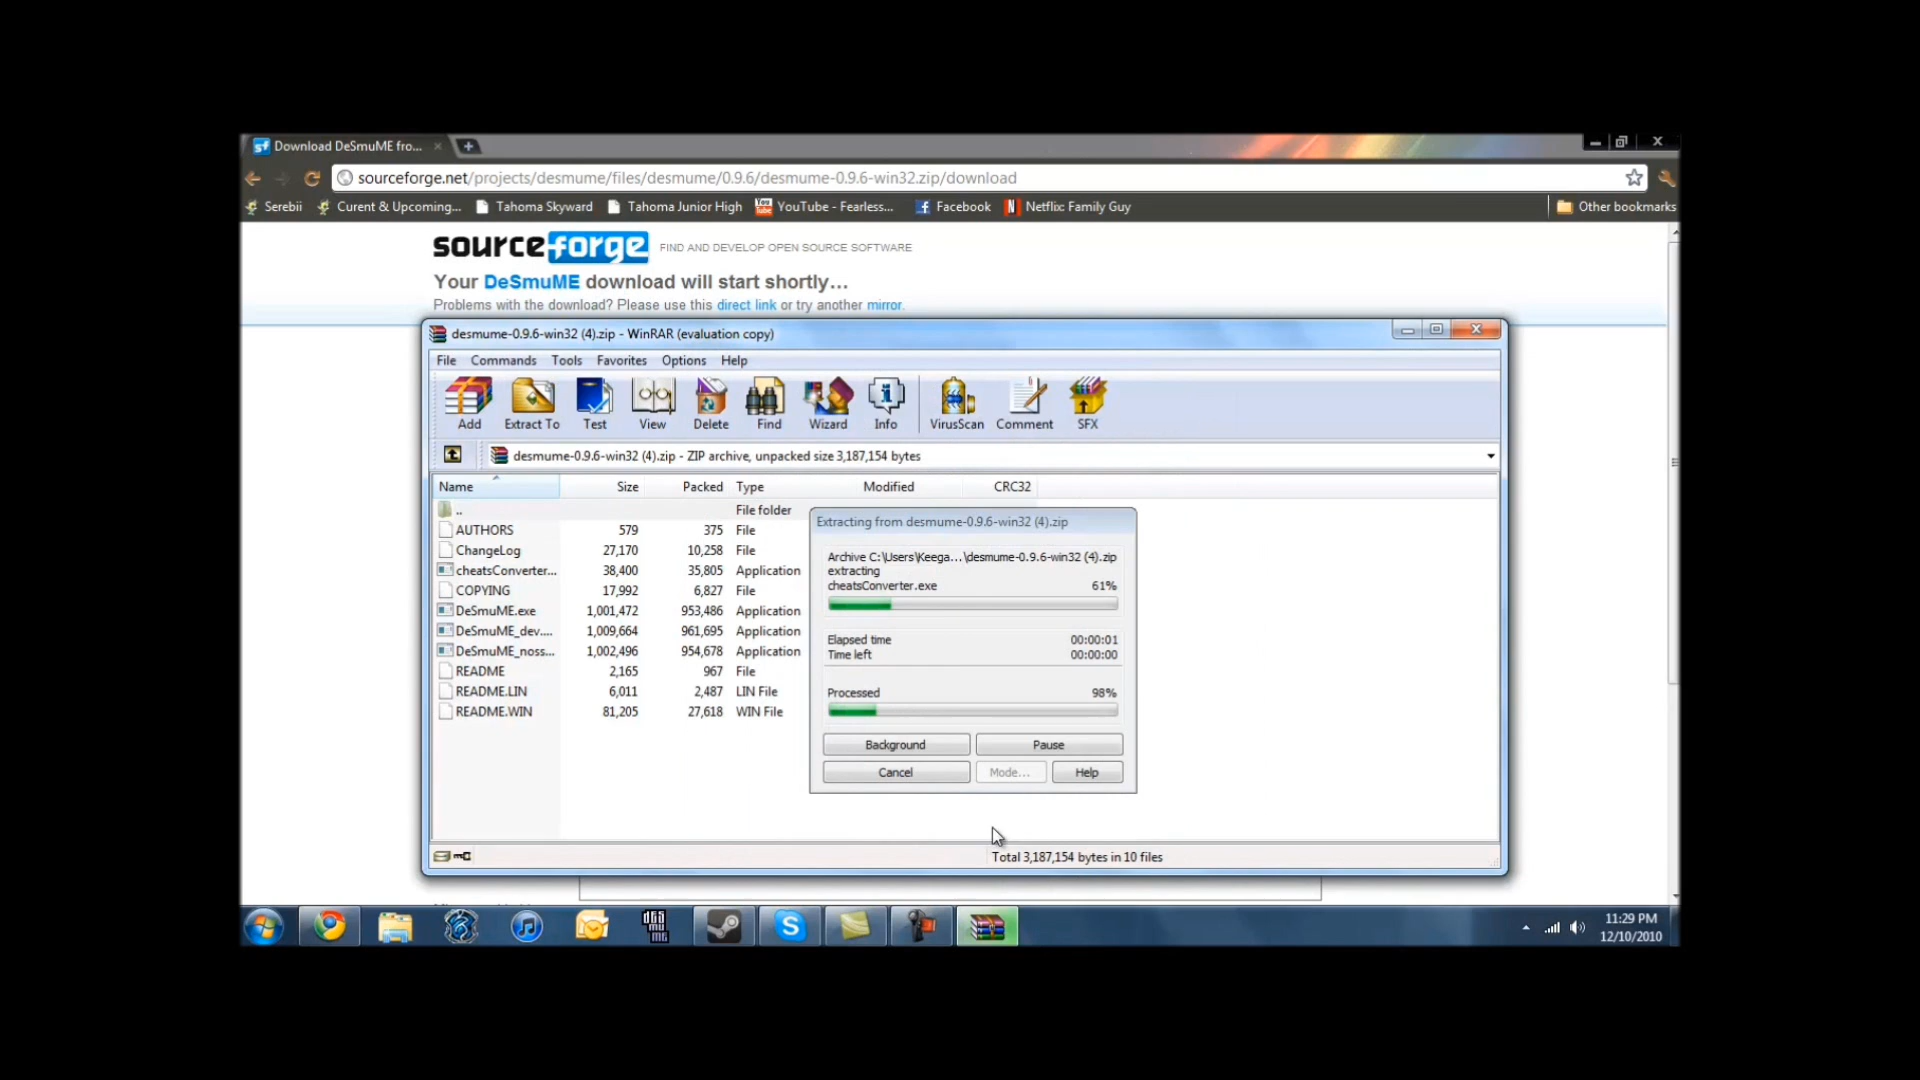 Download DeSmuME fro...
sourceforge.net/projects/desmume/files/desmume/0.9.6/desmume-0.9.6-win32.zip/download
Serebii Curent & Upcoming... Tahoma Skyward Tahoma Junior High YouTube - Fearless... Facebook Netflix: Family Guy Other bookmarks
sourceforge FIND AND DEVELOP OPEN SOURCE SOFTWARE
Your DeSmuME download will start shortly...
Problems with the download? Please use this direct link or try another mirror.
desmume-0.9.6-win32 (4).zip - WinRAR (evaluation copy)
File Commands Tools Favorites Options Help
Add Extract To Test View Delete Find Wizard Info VirusScan Comment SFX
desmume-0.9.6-win32 (4).zip - ZIP archive, unpacked size 3,187,154 bytes
Name Size Packed Type Modified CRC32
.. File folder
AUTHORS 579 375 File
ChangeLog 27,170 10,258 File
cheatsConverter... 38,400 35,805 Application
COPYING 17,992 6,827 File
DeSmuME.exe 1,001,472 953,486 Application
DeSmuME_dev.... 1,009,664 961,695 Application
DeSmuME_noss... 1,002,496 954,678 Application
README 2,165 967 File
README.LIN 6,011 2,487 LIN File
README.WIN 81,205 27,618 WIN File
Extracting from desmume-0.9.6-win32 (4).zip
Archive C:\Users\Keega...\desmume-0.9.6-win32 (4).zip
extracting
cheatsConverter.exe 61%
Elapsed time 00:00:01
Time left 00:00:00
Processed 98%
Background Pause
Cancel Mode... Help
Total 3,187,154 bytes in 10 files
11:29 PM
12/10/2010